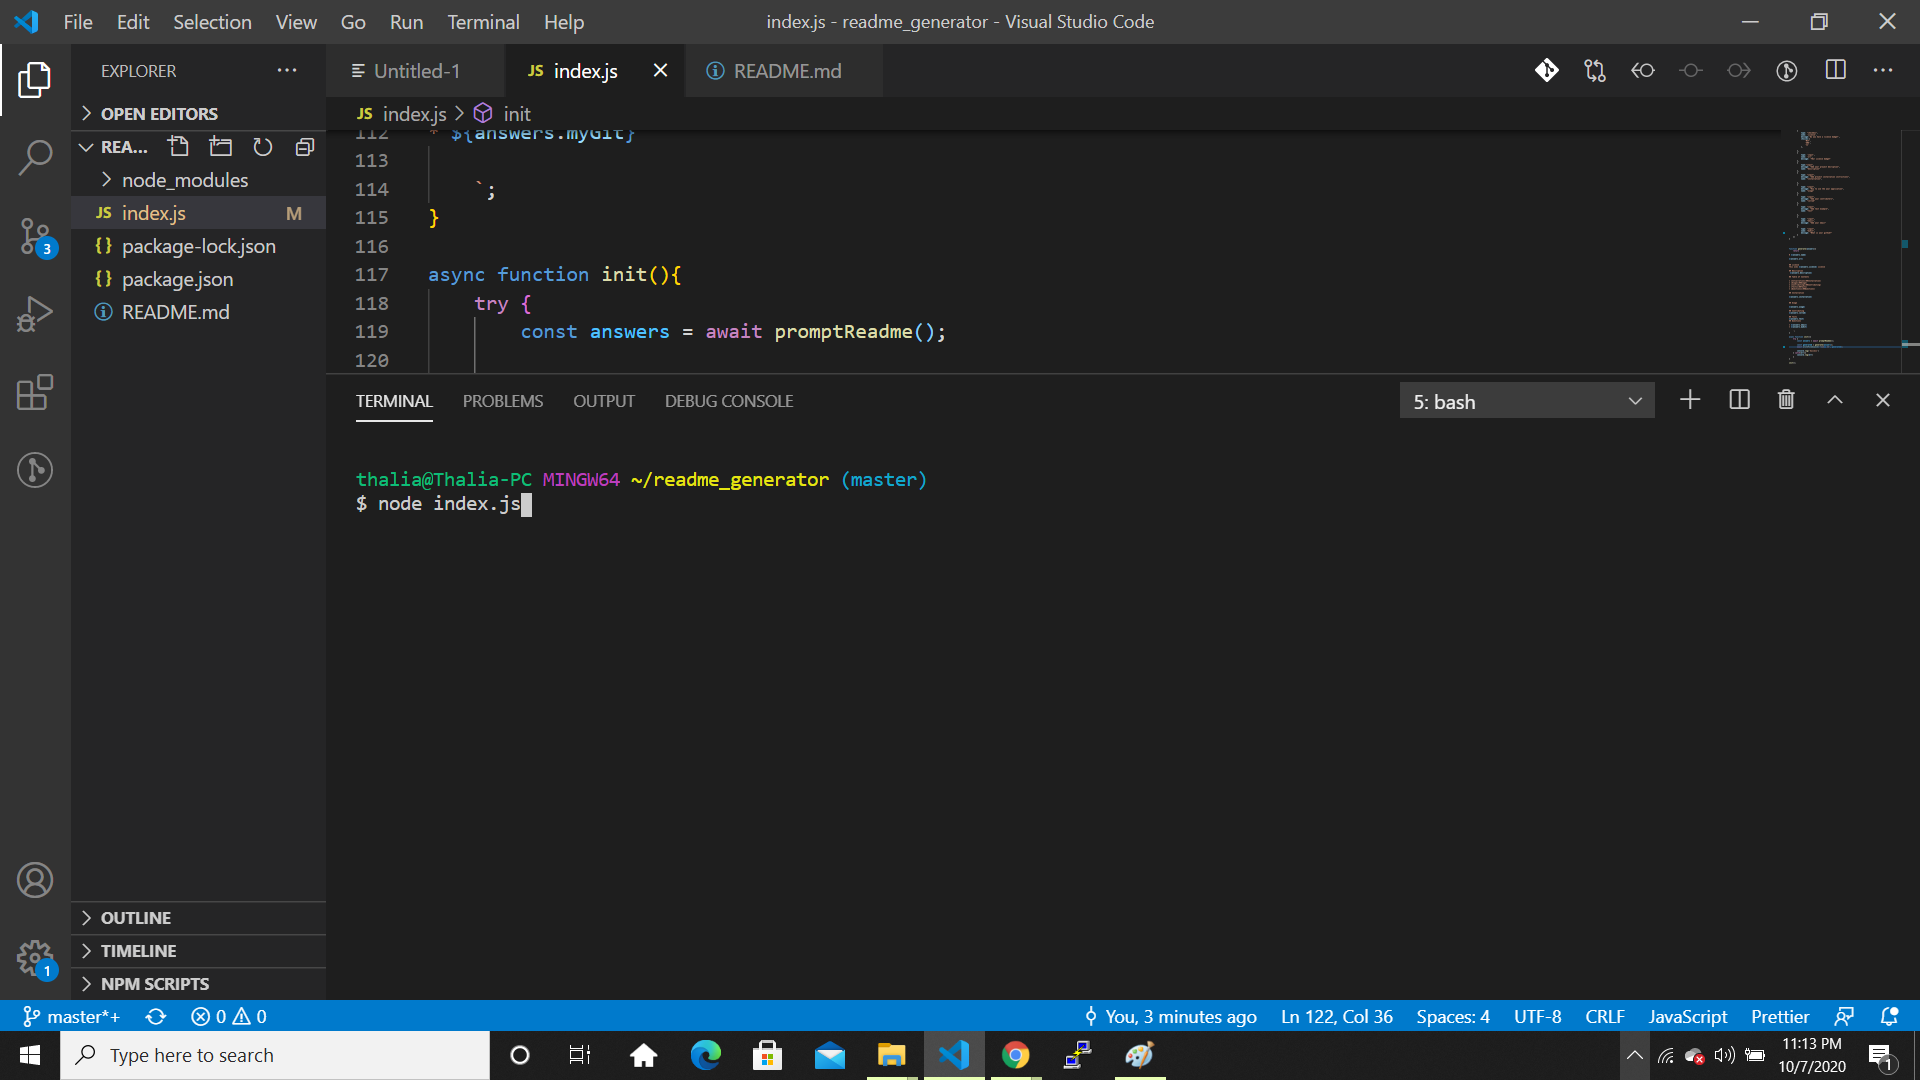 File Edit Selection View Go Run Terminal Help
index.js - readme_generator - Visual Studio Code
EXPLORER
Untitled-1
JS index.js
README.md
OPEN EDITORS
JS index.js > init
REA...
node_modules
JS index.js M
{} package-lock.json
{} package.json
README.md
112 * ${answers.myGit}
113
114 `;
115 }
116
117 async function init(){
118 try {
119 const answers = await promptReadme();
120
TERMINAL PROBLEMS OUTPUT DEBUG CONSOLE
5: bash
thalia@Thalia-PC MINGW64 ~/readme_generator (master)
$ node index.js
3
1
OUTLINE
TIMELINE
NPM SCRIPTS
master*+ 0 0
You, 3 minutes ago Ln 122, Col 36 Spaces: 4 UTF-8 CRLF JavaScript Prettier
Type here to search
11:13 PM
10/7/2020
1